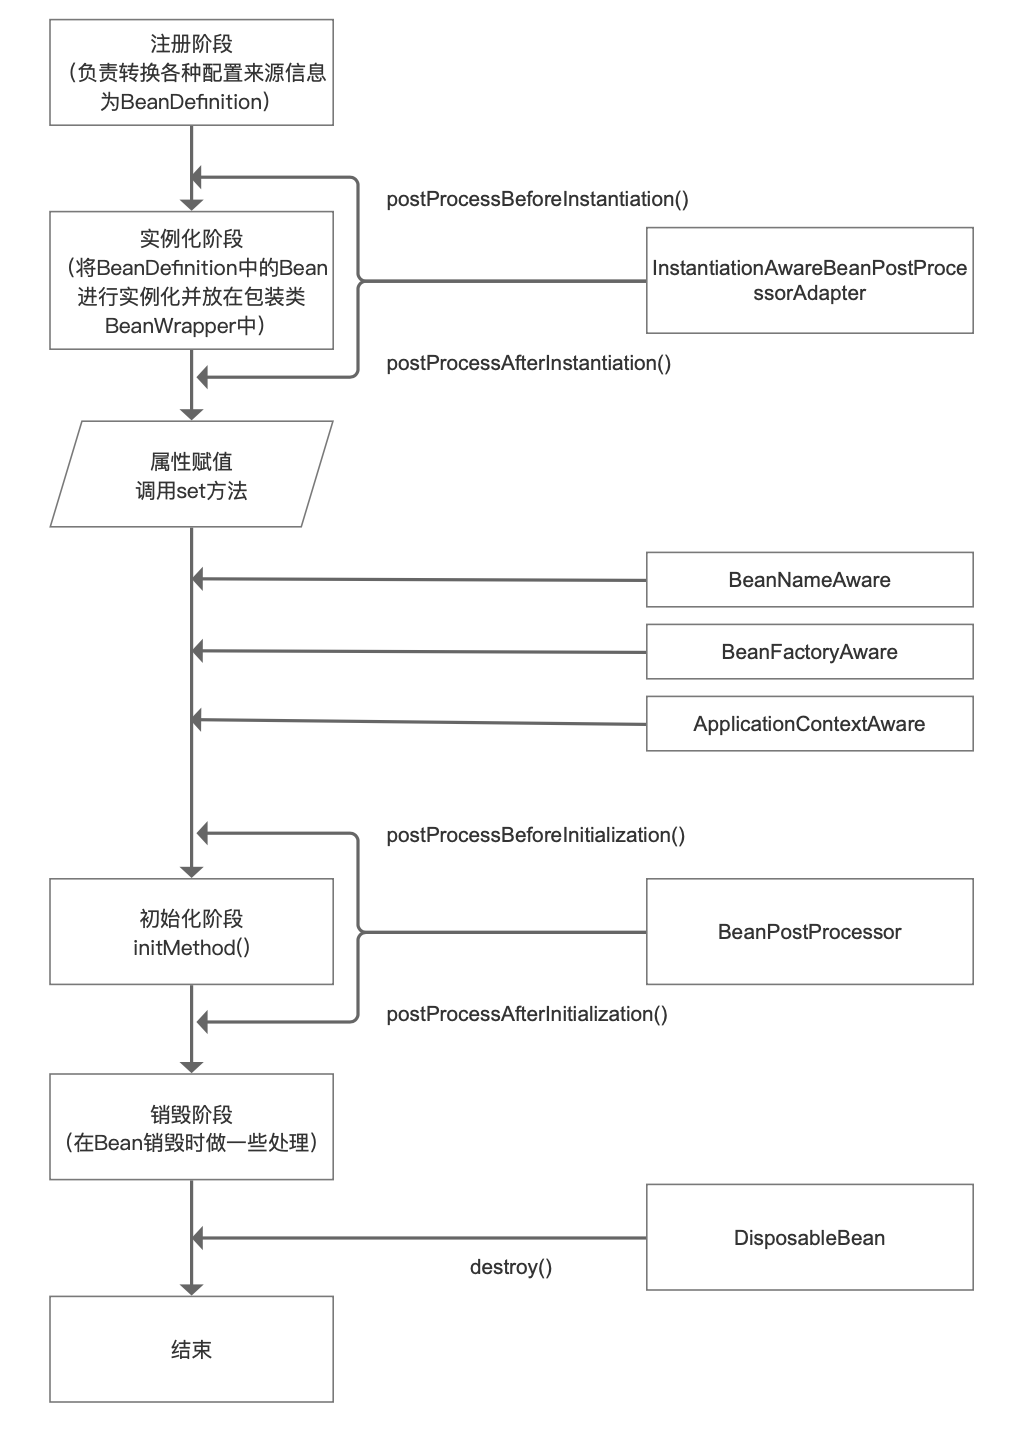 注册阶段
（负责转换各种配置来源信息
为BeanDefinition）
postProcessBeforeInstantiation()
实例化阶段
（将BeanDefinition中的Bean
进行实例化并放在包装类
BeanWrapper中）
InstantiationAwareBeanPostProce
ssorAdapter
postProcessAfterInstantiation()
属性赋值
调用set方法
BeanNameAware
BeanFactoryAware
ApplicationContextAware
postProcessBeforeInitialization()
初始化阶段
initMethod()
BeanPostProcessor
postProcessAfterInitialization()
销毁阶段
（在Bean销毁时做一些处理）
DisposableBean
destroy()
结束